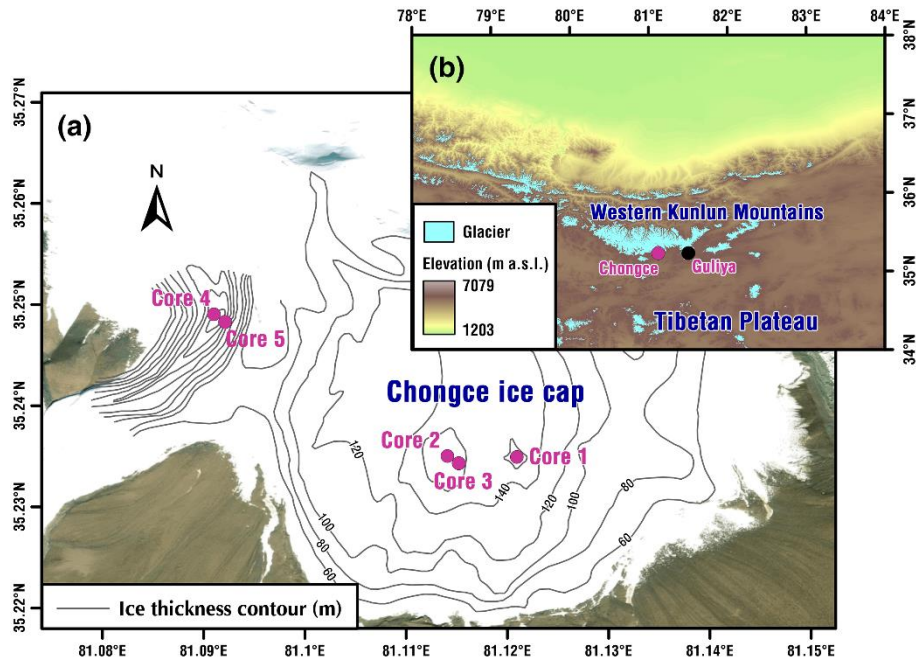 78°E 79°E 80°E 81°E 82°E 83°E 84°E
(b)
38°N
37°N
36°N
35°N
34°N
Western Kunlun Mountains
Chongce
Guliya
Tibetan Plateau
Glacier
Elevation (m a.s.l.)
7079
1203
(a)
N
35.27°N
35.26°N
35.25°N
35.24°N
35.23°N
35.22°N
Core 4
Core 5
Chongce ice cap
Core 2
Core 3
Core 1
120
120
140
100
100
80
80
60
60
Ice thickness contour (m)
81.08°E 81.09°E 81.1°E 81.11°E 81.12°E 81.13°E 81.14°E 81.15°E